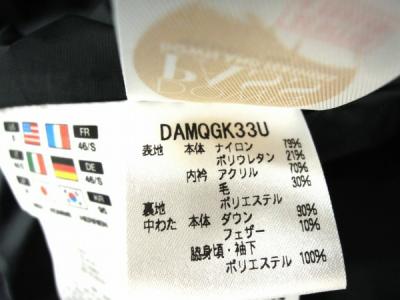 FR
46/S
DE
46/S
KR
95
DAMQGK33U
表地 本体 ナイロン 79%
ポリウレタン 21%
内衿 アクリル 70%
毛 30%
裏地 ポリエステル
中わた 本体 ダウン 90%
フェザー 10%
脇身頃・袖下
ポリエステル 100%